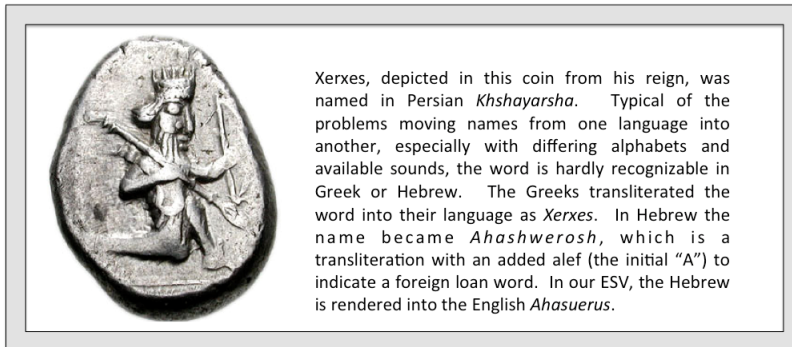 Xerxes, depicted in this coin from his reign, was
named in Persian Khshayarsha. Typical of the
problems moving names from one language into
another, especially with differing alphabets and
available sounds, the word is hardly recognizable in
Greek or Hebrew. The Greeks transliterated the
word into their language as Xerxes. In Hebrew the
name became Ahashwerosh, which is a
transliteration with an added alef (the initial “A”) to
indicate a foreign loan word. In our ESV, the Hebrew
is rendered into the English Ahasuerus.